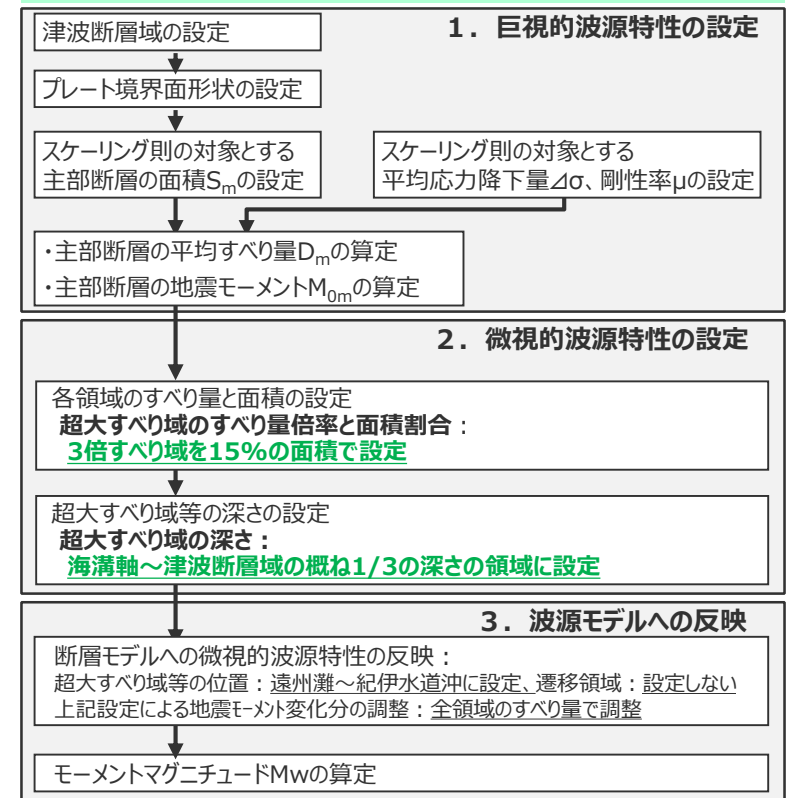 1．巨視的波源特性の設定
津波断層域の設定
プレート境界面形状の設定
スケーリング則の対象とする
主部断層の面積Smの設定
スケーリング則の対象とする
平均応力降下量⊿σ、剛性率μの設定
・主部断層の平均すべり量Dmの算定
・主部断層の地震モーメントM0mの算定
2．微視的波源特性の設定
各領域のすべり量と面積の設定
超大すべり域のすべり量倍率と面積割合：
3倍すべり域を15%の面積で設定
超大すべり域等の深さの設定
超大すべり域の深さ：
海溝軸～津波断層域の概ね1/3の深さの領域に設定
3．波源モデルへの反映
断層モデルへの微視的波源特性の反映：
超大すべり域等の位置：遠州灘～紀伊水道沖に設定、遷移領域：設定しない
上記設定による地震モーメント変化分の調整：全領域のすべり量で調整
モーメントマグニチュードMwの算定